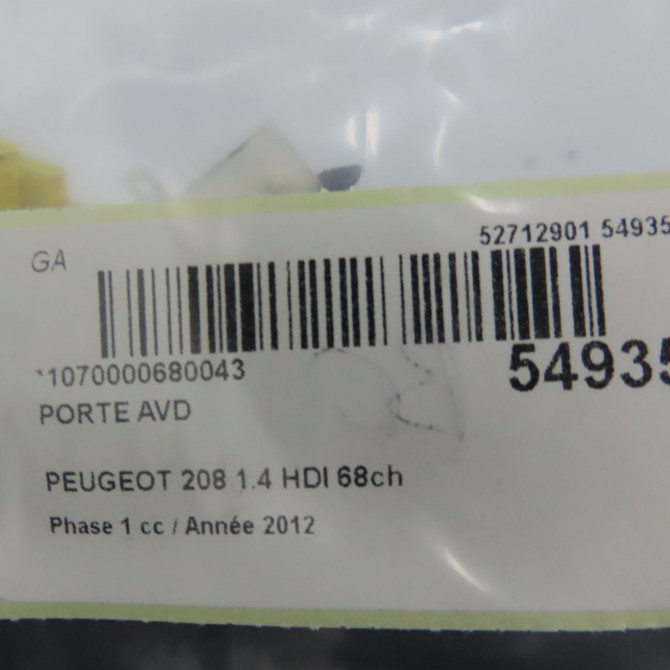 52712901 54935
GA
*1070000680043
54935
PORTE AVD
PEUGEOT 208 1.4 HDI 68ch
Phase 1 cc / Année 2012